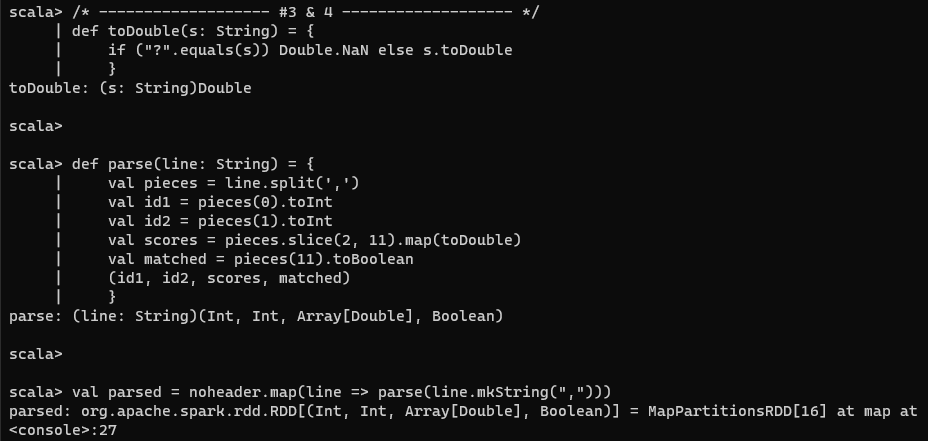 scala> /* ------------------- #3 & 4 ------------------- */
     | def toDouble(s: String) = {
     |     if ("?".equals(s)) Double.NaN else s.toDouble
     |     }
toDouble: (s: String)Double
scala>
scala> def parse(line: String) = {
     |     val pieces = line.split(',')
     |     val id1 = pieces(0).toInt
     |     val id2 = pieces(1).toInt
     |     val scores = pieces.slice(2, 11).map(toDouble)
     |     val matched = pieces(11).toBoolean
     |     (id1, id2, scores, matched)
     |     }
parse: (line: String)(Int, Int, Array[Double], Boolean)
scala>
scala> val parsed = noheader.map(line => parse(line.mkString(",")))
parsed: org.apache.spark.rdd.RDD[(Int, Int, Array[Double], Boolean)] = MapPartitionsRDD[16] at map at
<console>:27